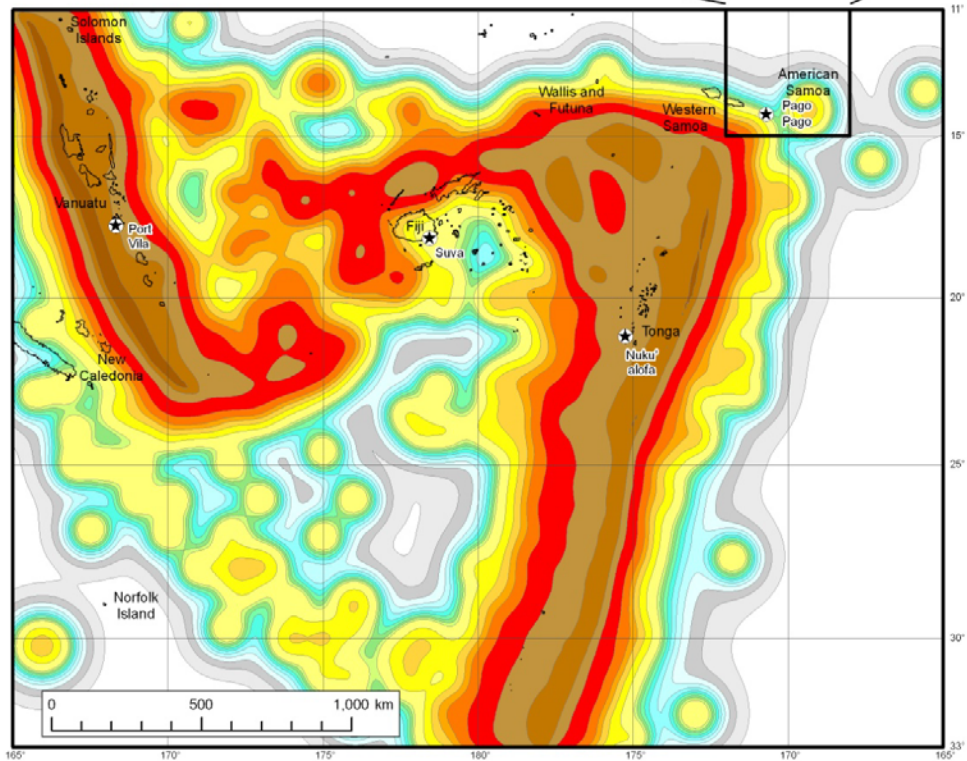 11°
Solomon
Islands
American
Samoa
Wallis and
Futuna
Pago
Pago
Western
Samoa
15°
Vanuatu
Port
Vila
Fiji
Suva
20°
Tonga
Nuku'
alofa
New
Caledonia
25°
Norfolk
Island
30°
0 500 1,000 km
33°
165° 170° 175° 180° 175° 170° 165°